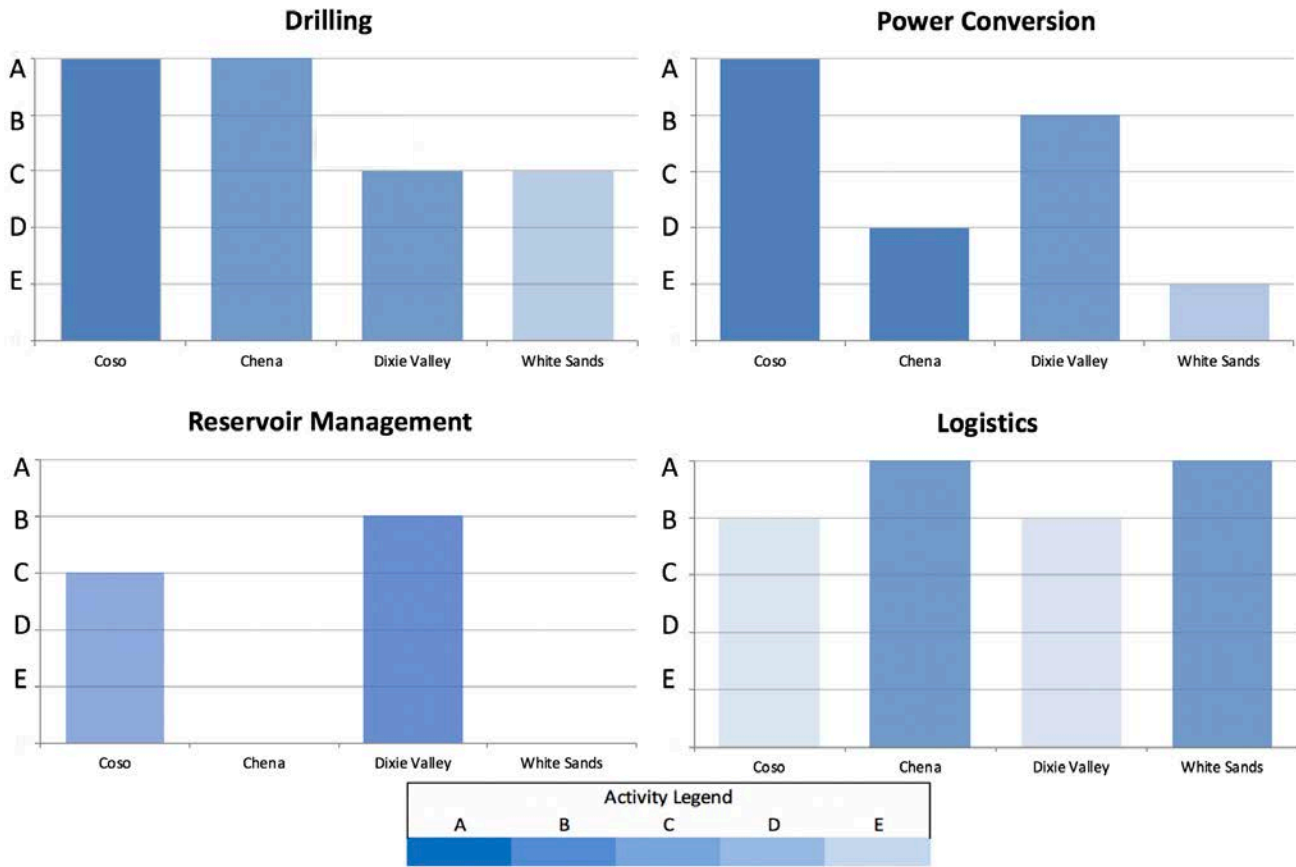 Drilling
A
B
C
D
E
Coso Chena Dixie Valley White Sands
Power Conversion
A
B
C
D
E
Coso Chena Dixie Valley White Sands
Reservoir Management
A
B
C
D
E
Coso Chena Dixie Valley White Sands
Logistics
A
B
C
D
E
Coso Chena Dixie Valley White Sands
Activity Legend
A B C D E